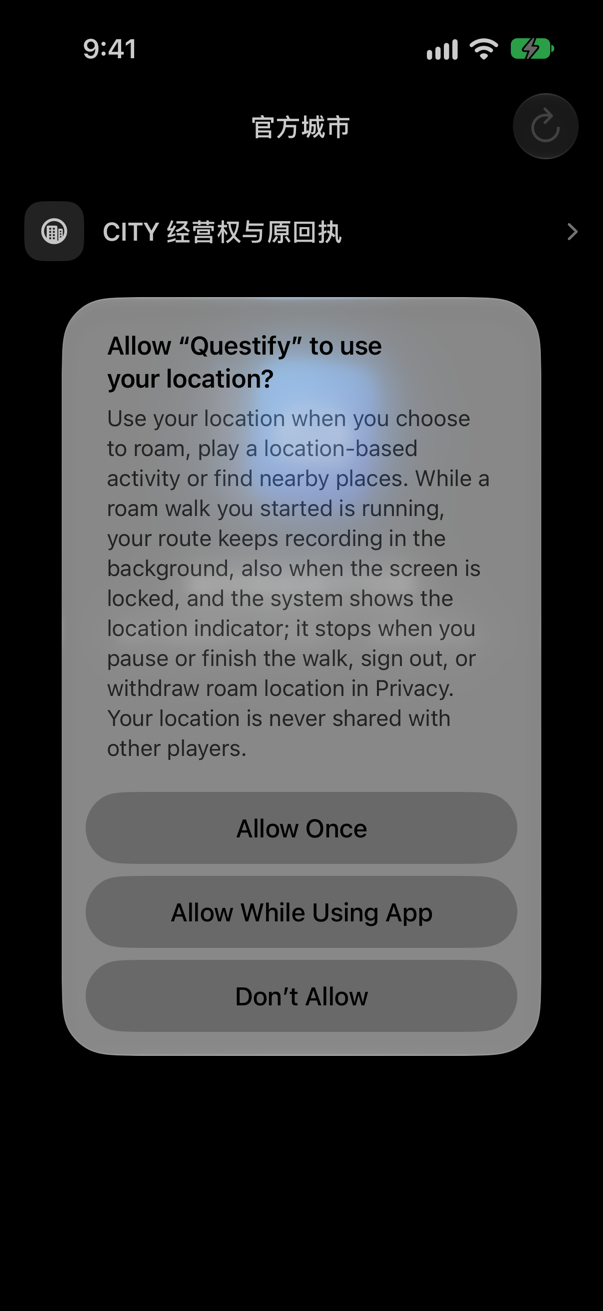 9:41
官方城市
CITY 经营权与原回执
Allow “Questify” to use
your location?
Use your location when you choose
to roam, play a location-based
activity or find nearby places. While a
roam walk you started is running,
your route keeps recording in the
background, also when the screen is
locked, and the system shows the
location indicator; it stops when you
pause or finish the walk, sign out, or
withdraw roam location in Privacy.
Your location is never shared with
other players.
Allow Once
Allow While Using App
Don’t Allow